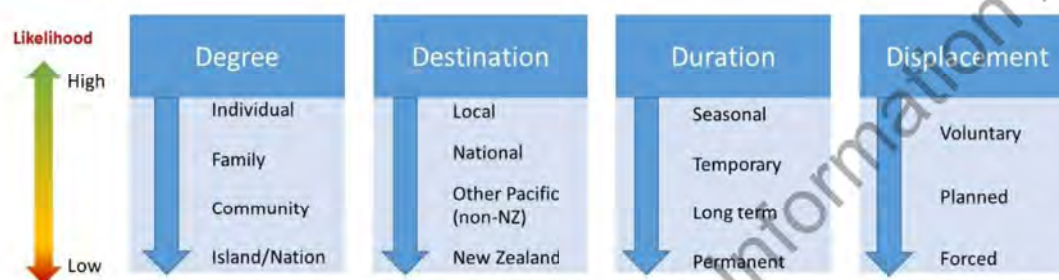 Likelihood
High
Low
Degree
Individual
Family
Community
Island/Nation
Destination
Local
National
Other Pacific
(non-NZ)
New Zealand
Duration
Seasonal
Temporary
Long term
Permanent
Displacement
Voluntary
Planned
Forced
Information